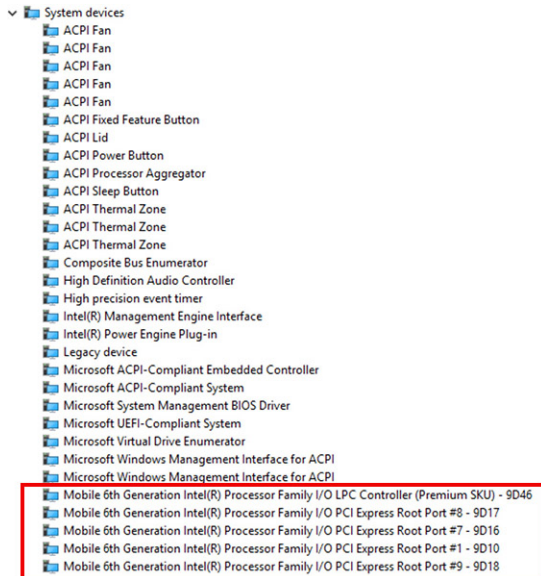 System devices
ACPI Fan
ACPI Fan
ACPI Fan
ACPI Fan
ACPI Fan
ACPI Fixed Feature Button
ACPI Lid
ACPI Power Button
ACPI Processor Aggregator
ACPI Sleep Button
ACPI Thermal Zone
ACPI Thermal Zone
ACPI Thermal Zone
Composite Bus Enumerator
High Definition Audio Controller
High precision event timer
Intel(R) Management Engine Interface
Intel(R) Power Engine Plug-in
Legacy device
Microsoft ACPI-Compliant Embedded Controller
Microsoft ACPI-Compliant System
Microsoft System Management BIOS Driver
Microsoft UEFI-Compliant System
Microsoft Virtual Drive Enumerator
Microsoft Windows Management Interface for ACPI
Microsoft Windows Management Interface for ACPI
Mobile 6th Generation Intel(R) Processor Family I/O LPC Controller (Premium SKU) - 9D46
Mobile 6th Generation Intel(R) Processor Family I/O PCI Express Root Port #8 - 9D17
Mobile 6th Generation Intel(R) Processor Family I/O PCI Express Root Port #7 - 9D16
Mobile 6th Generation Intel(R) Processor Family I/O PCI Express Root Port #1 - 9D10
Mobile 6th Generation Intel(R) Processor Family I/O PCI Express Root Port #9 - 9D18